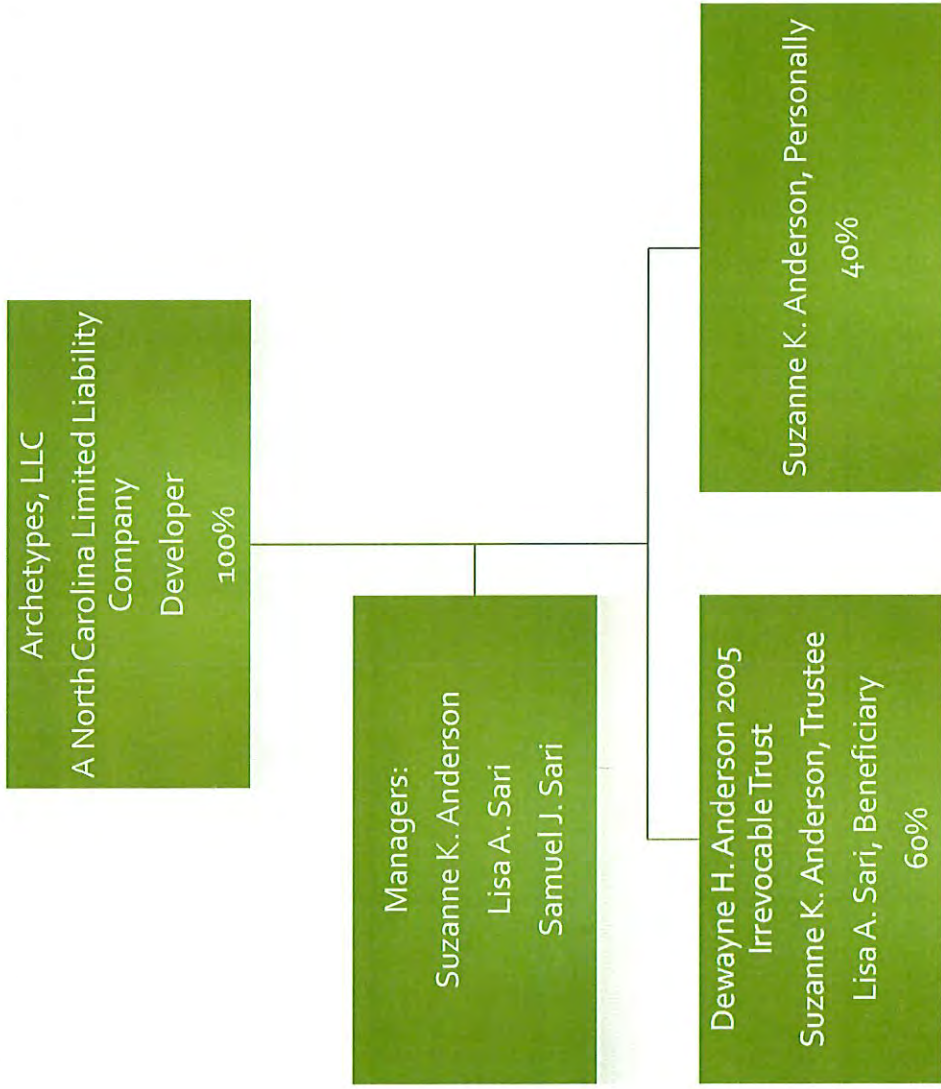 Archetypes, LLC
A North Carolina Limited Liability
Company
Developer
100%
Managers:
Suzanne K. Anderson
Lisa A. Sari
Samuel J. Sari
Dewayne H. Anderson 2005
Irrevocable Trust
Suzanne K. Anderson, Trustee
Lisa A. Sari, Beneficiary
60%
Suzanne K. Anderson, Personally
40%